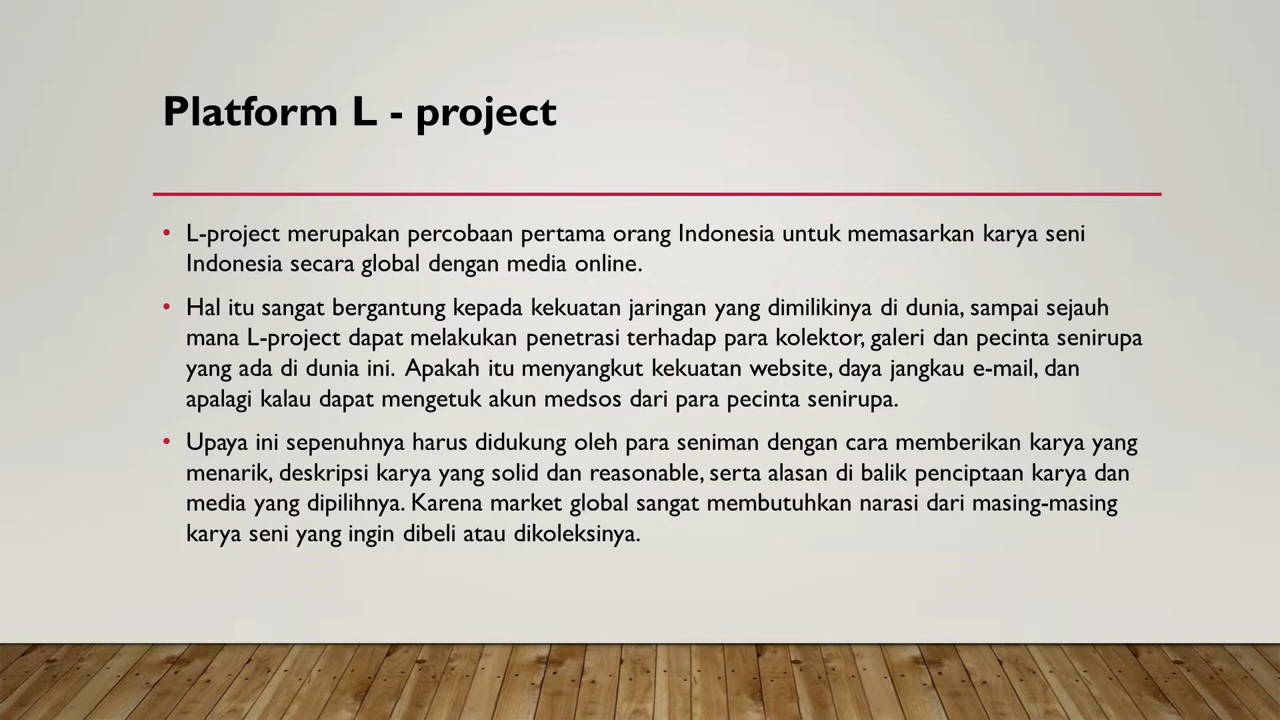 Platform L - project
• L-project merupakan percobaan pertama orang Indonesia untuk memasarkan karya seni
Indonesia secara global dengan media online.
• Hal itu sangat bergantung kepada kekuatan jaringan yang dimilikinya di dunia, sampai sejauh
mana L-project dapat melakukan penetrasi terhadap para kolektor, galeri dan pecinta senirupa
yang ada di dunia ini.  Apakah itu menyangkut kekuatan website, daya jangkau e-mail, dan
apalagi kalau dapat mengetuk akun medsos dari para pecinta senirupa.
• Upaya ini sepenuhnya harus didukung oleh para seniman dengan cara memberikan karya yang
menarik, deskripsi karya yang solid dan reasonable, serta alasan di balik penciptaan karya dan
media yang dipilihnya. Karena market global sangat membutuhkan narasi dari masing-masing
karya seni yang ingin dibeli atau dikoleksinya.